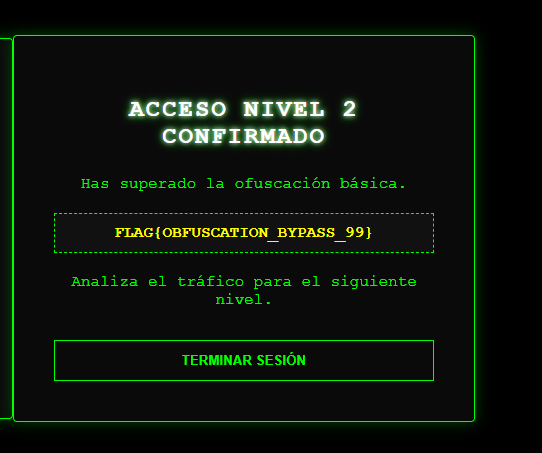 ACCESO NIVEL 2
CONFIRMADO
Has superado la ofuscación básica.
FLAG{OBFUSCATION_BYPASS_99}
Analiza el tráfico para el siguiente
nivel.
TERMINAR SESIÓN